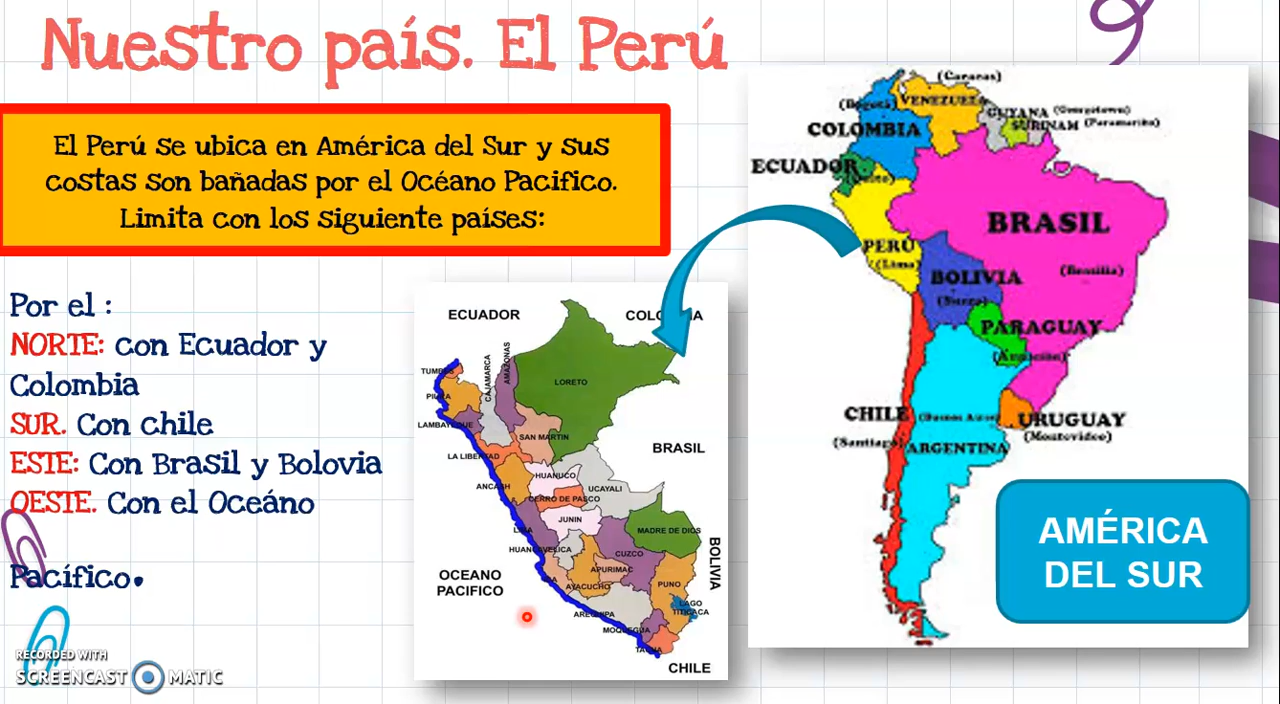 Nuestro país. El Perú
El Perú se ubica en América del Sur y sus
costas son bañadas por el Océano Pacifico.
Limita con los siguiente países:
Por el :
NORTE: con Ecuador y
Colombia
SUR. Con chile
ESTE: Con Brasil y Bolovia
OESTE. Con el Oceáno
Pacífico.
RECORDED WITH
SCREENCAST MATIC
ECUADOR
TUMBES
CAJAMARCA
AMAZONAS
LORETO
LAMBAYEQUE
SAN MARTIN
BRASIL
LA LIBERTAD
HUANUCO
ANCASH
UCAYALI
CERRO DE PASCO
JUNIN
MADRE DE DIOS
LIMA
HUANCAVELICA
CUZCO
BOLIVIA
APURIMAC
OCEANO
PACIFICO
AYACUCHO
PUNO
LAGO
TITICACA
AREQUIPA
MOQUEGUA
TACNA
CHILE
(Caracas)
(Bogotá)
VENEZUELA
GUYANA (Georgetown)
COLOMBIA
SURINAM (Paramaribo)
ECUADOR
(Quito)
BRASIL
PERÚ
(Lima)
BOLIVIA
(Brasilia)
(Sucre)
PARAGUAY
(Asunción)
CHILE
(Buenos Aires)
URUGUAY
(Santiago)
(Montevideo)
ARGENTINA
AMÉRICA
DEL SUR